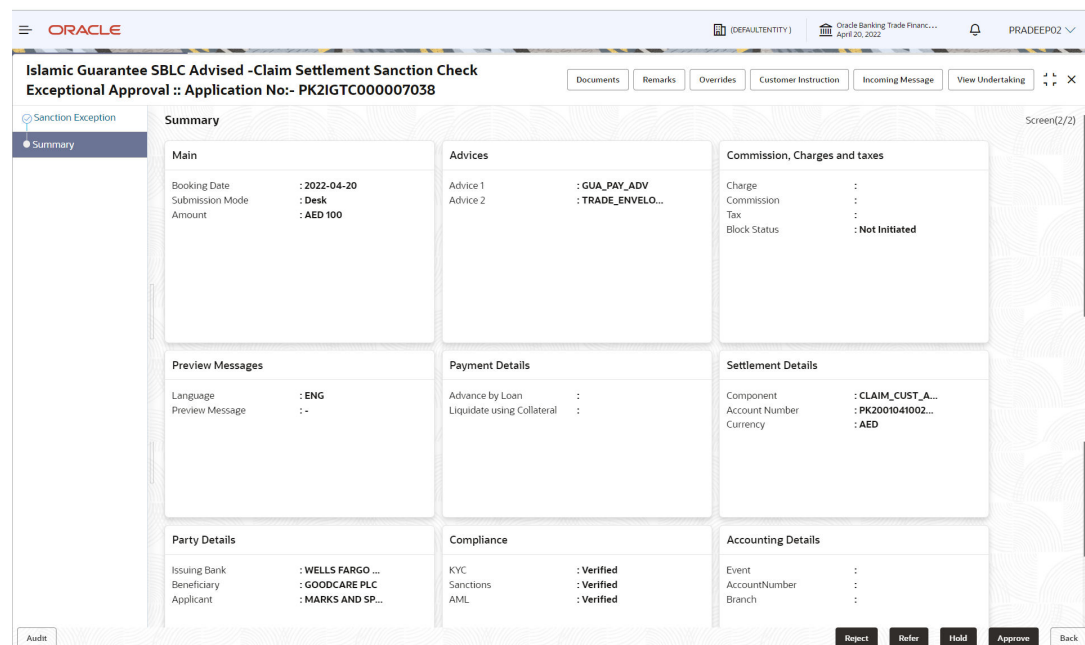 ORACLE
(DEFAULTENTITY )
Oracle Banking Trade Financ...
April 20, 2022
PRADEEP02
Islamic Guarantee SBLC Advised -Claim Settlement Sanction Check
Exceptional Approval :: Application No:- PK2IGTC000007038
Documents
Remarks
Overrides
Customer Instruction
Incoming Message
View Undertaking
Sanction Exception
Summary
Summary
Screen(2/2)
Main
Booking Date : 2022-04-20
Submission Mode : Desk
Amount : AED 100
Advices
Advice 1 : GUA_PAY_ADV
Advice 2 : TRADE_ENVELO...
Commission, Charges and taxes
Charge :
Commission :
Tax :
Block Status : Not Initiated
Preview Messages
Language : ENG
Preview Message : -
Payment Details
Advance by Loan :
Liquidate using Collateral :
Settlement Details
Component : CLAIM_CUST_A...
Account Number : PK2001041002...
Currency : AED
Party Details
Issuing Bank : WELLS FARGO ...
Beneficiary : GOODCARE PLC
Applicant : MARKS AND SP...
Compliance
KYC : Verified
Sanctions : Verified
AML : Verified
Accounting Details
Event :
AccountNumber :
Branch :
Audit
Reject
Refer
Hold
Approve
Back